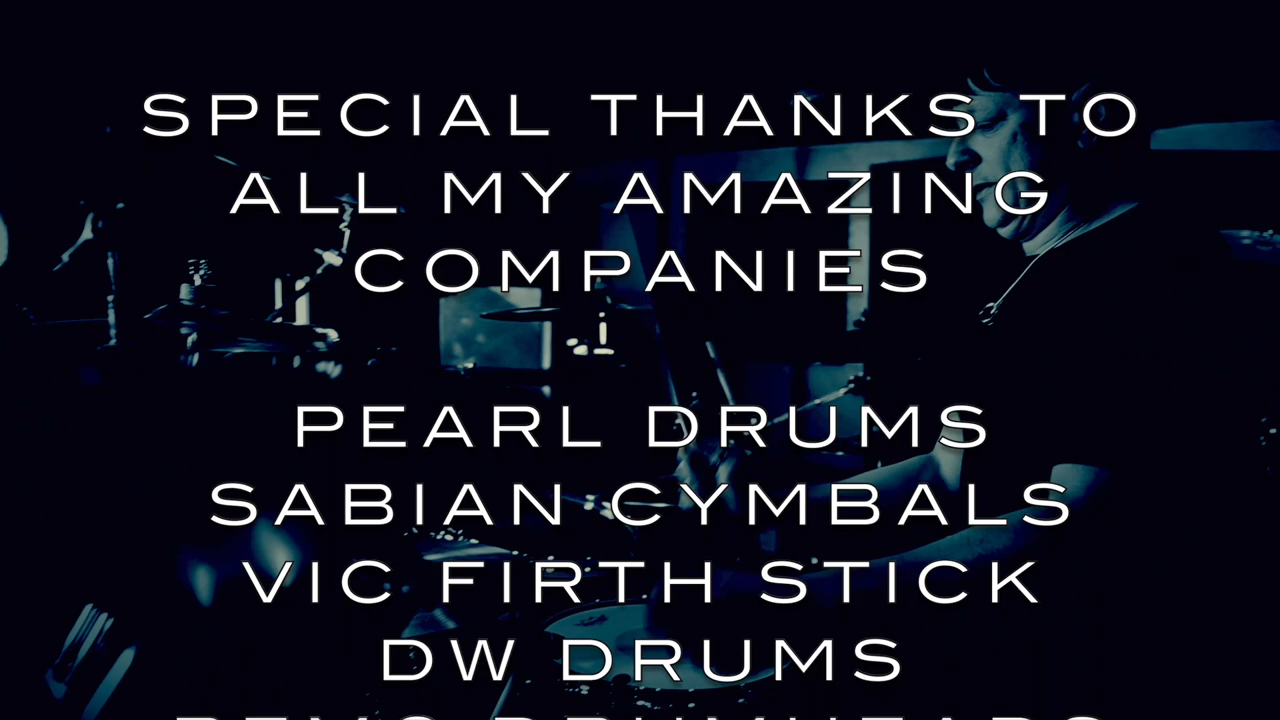 SPECIAL THANKS TO
ALL MY AMAZING
COMPANIES
PEARL DRUMS
SABIAN CYMBALS
VIC FIRTH STICK
DW DRUMS